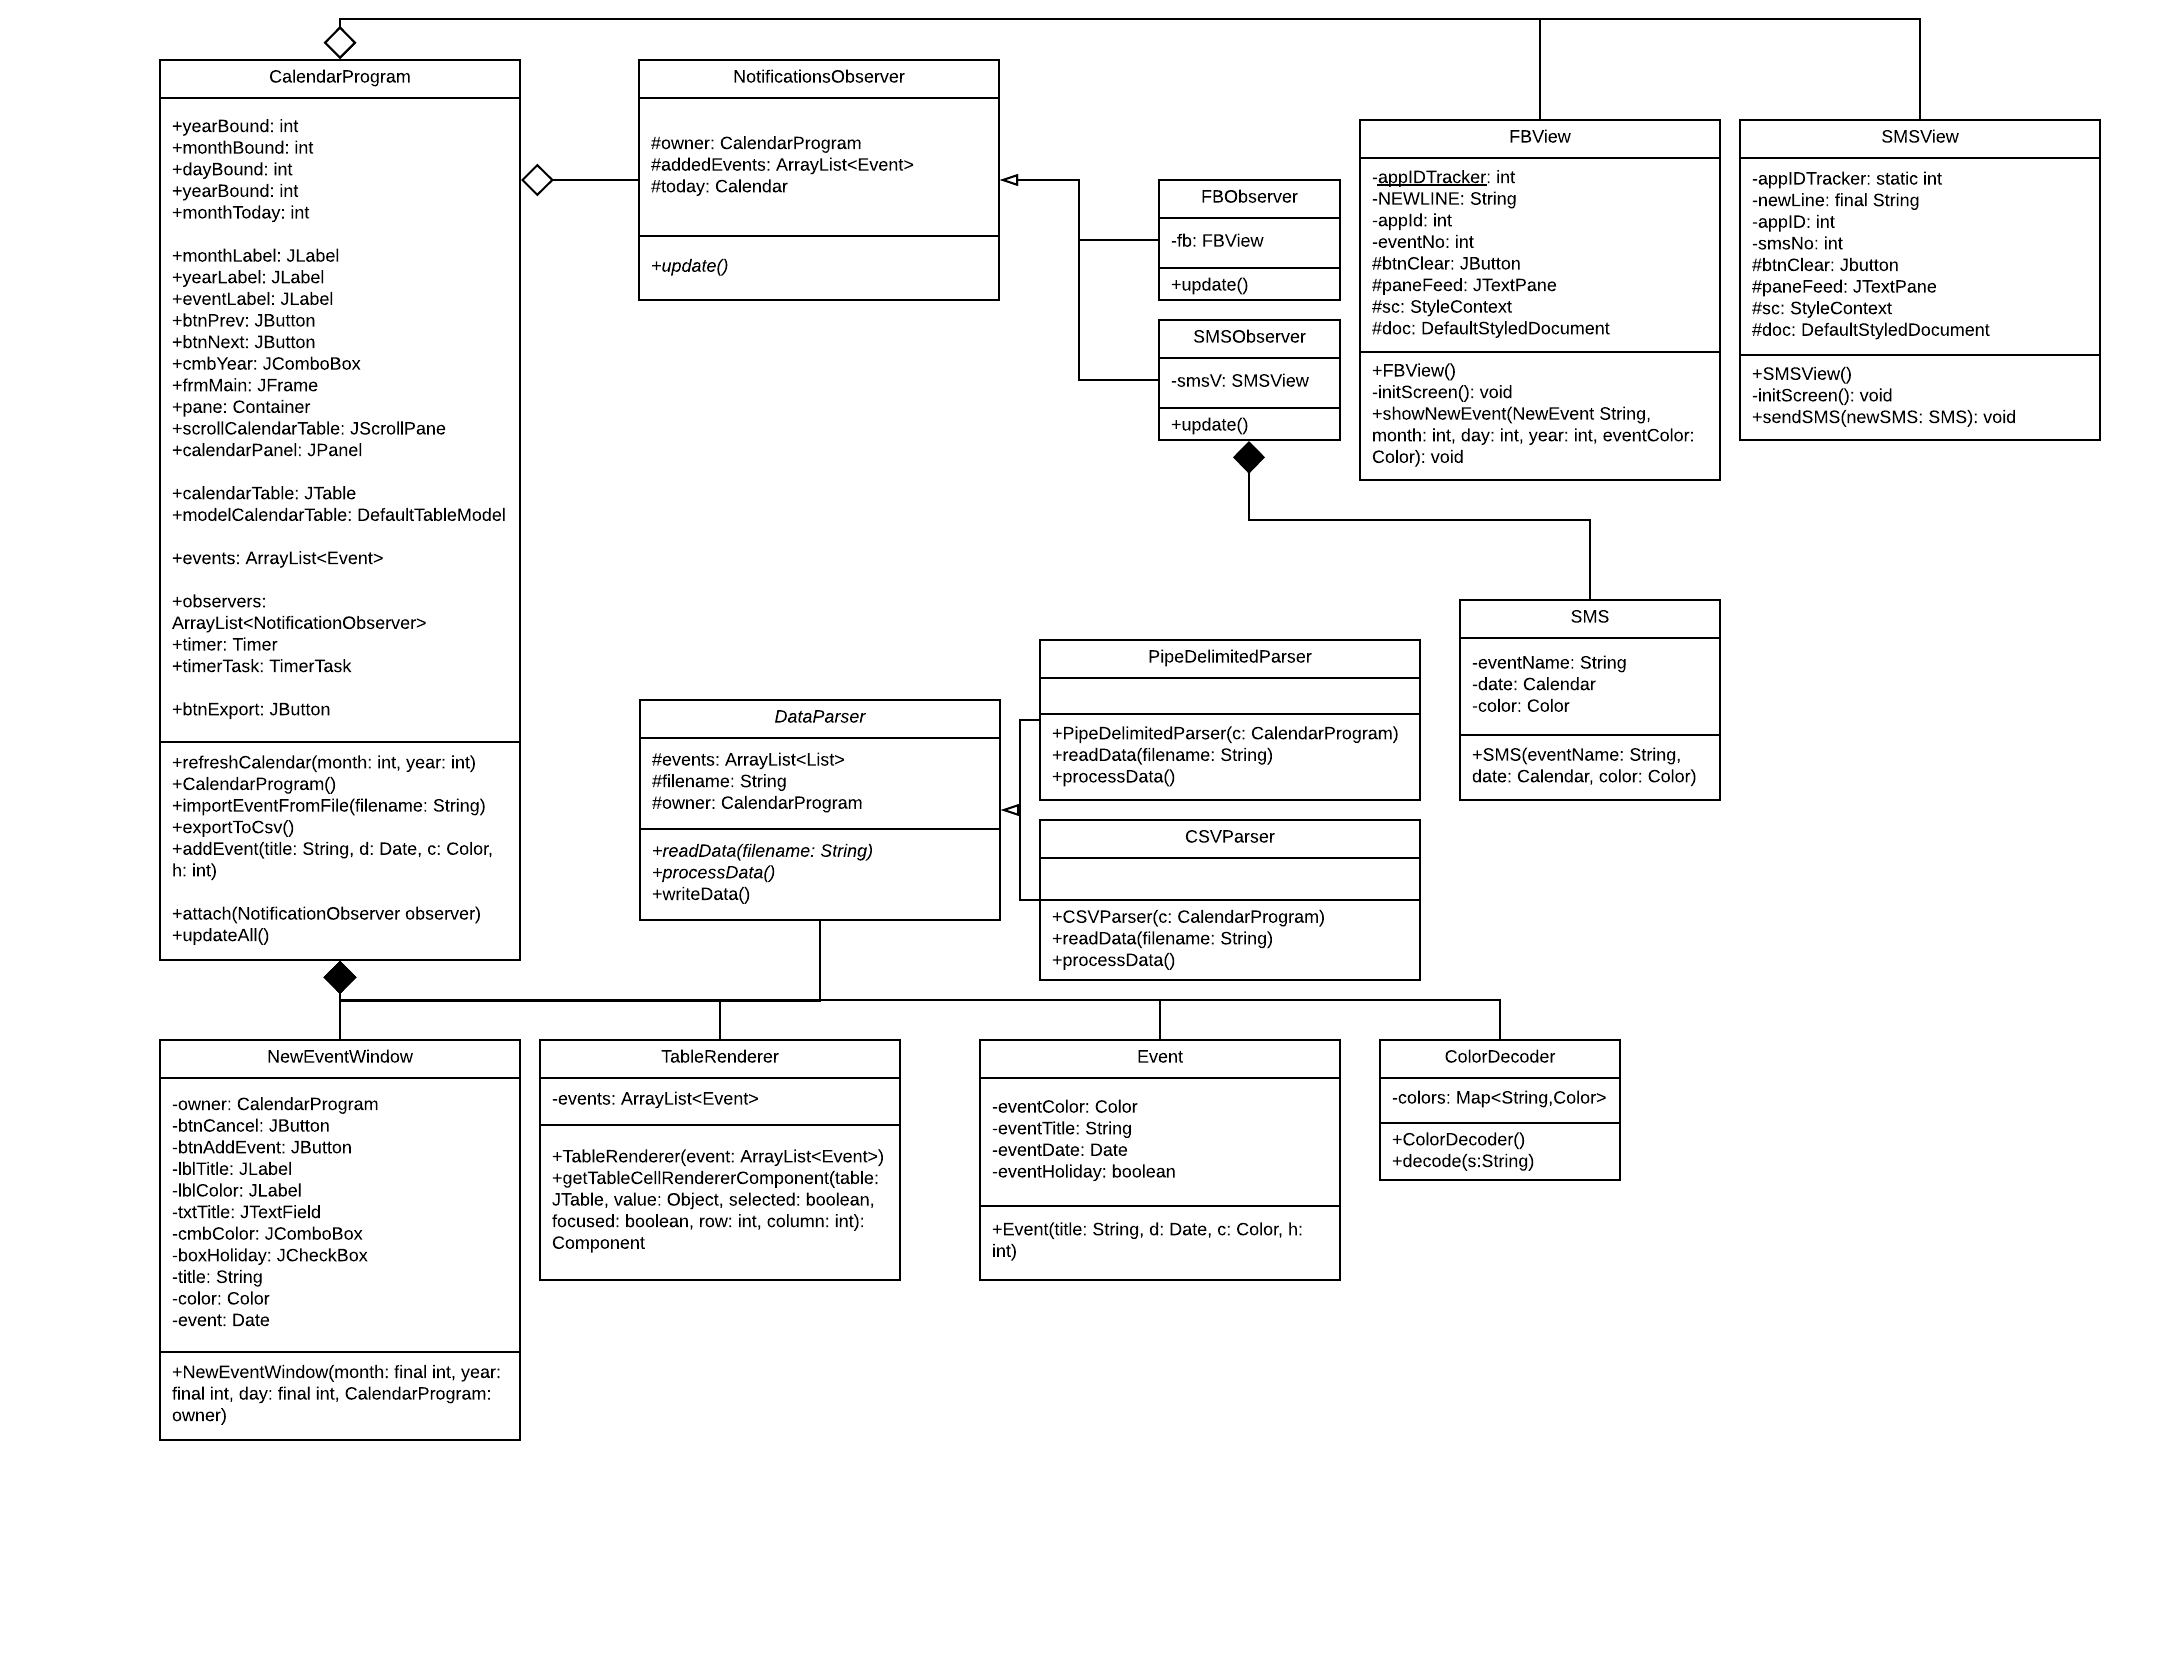 CalendarProgram
+yearBound: int
+monthBound: int
+dayBound: int
+yearBound: int
+monthToday: int
+monthLabel: JLabel
+yearLabel: JLabel
+eventLabel: JLabel
+btnPrev: JButton
+btnNext: JButton
+cmbYear: JComboBox
+frmMain: JFrame
+pane: Container
+scrollCalendarTable: JScrollPane
+calendarPanel: JPanel
+calendarTable: JTable
+modelCalendarTable: DefaultTableModel
+events: ArrayList<Event>
+observers:
ArrayList<NotificationObserver>
+timer: Timer
+timerTask: TimerTask
+btnExport: JButton
+refreshCalendar(month: int, year: int)
+CalendarProgram()
+importEventFromFile(filename: String)
+exportToCsv()
+addEvent(title: String, d: Date, c: Color,
h: int)
+attach(NotificationObserver observer)
+updateAll()
NotificationsObserver
#owner: CalendarProgram
#addedEvents: ArrayList<Event>
#today: Calendar
+update()
FBObserver
-fb: FBView
+update()
SMSObserver
-smsV: SMSView
+update()
FBView
-appIDTracker: int
-NEWLINE: String
-appId: int
-eventNo: int
#btnClear: JButton
#paneFeed: JTextPane
#sc: StyleContext
#doc: DefaultStyledDocument
+FBView()
-initScreen(): void
+showNewEvent(NewEvent String,
month: int, day: int, year: int, eventColor:
Color): void
SMSView
-appIDTracker: static int
-newLine: final String
-appID: int
-smsNo: int
#btnClear: Jbutton
#paneFeed: JTextPane
#sc: StyleContext
#doc: DefaultStyledDocument
+SMSView()
-initScreen(): void
+sendSMS(newSMS: SMS): void
SMS
-eventName: String
-date: Calendar
-color: Color
+SMS(eventName: String,
date: Calendar, color: Color)
DataParser
#events: ArrayList<List>
#filename: String
#owner: CalendarProgram
+readData(filename: String)
+processData()
+writeData()
PipeDelimitedParser
+PipeDelimitedParser(c: CalendarProgram)
+readData(filename: String)
+processData()
CSVParser
+CSVParser(c: CalendarProgram)
+readData(filename: String)
+processData()
NewEventWindow
-owner: CalendarProgram
-btnCancel: JButton
-btnAddEvent: JButton
-lblTitle: JLabel
-lblColor: JLabel
-txtTitle: JTextField
-cmbColor: JComboBox
-boxHoliday: JCheckBox
-title: String
-color: Color
-event: Date
+NewEventWindow(month: final int, year:
final int, day: final int, CalendarProgram:
owner)
TableRenderer
-events: ArrayList<Event>
+TableRenderer(event: ArrayList<Event>)
+getTableCellRendererComponent(table:
JTable, value: Object, selected: boolean,
focused: boolean, row: int, column: int):
Component
Event
-eventColor: Color
-eventTitle: String
-eventDate: Date
-eventHoliday: boolean
+Event(title: String, d: Date, c: Color, h:
int)
ColorDecoder
-colors: Map<String,Color>
+ColorDecoder()
+decode(s:String)